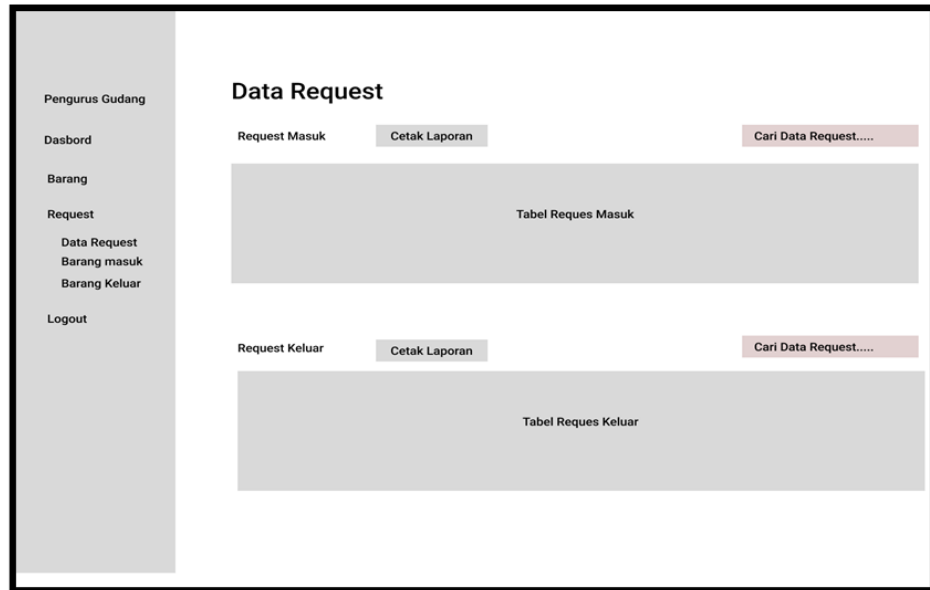 Pengurus Gudang
Dasbord
Barang
Request
Data Request
Barang masuk
Barang Keluar
Logout
Data Request
Request Masuk
Cetak Laporan
Cari Data Request.....
Tabel Reques Masuk
Request Keluar
Cetak Laporan
Cari Data Request.....
Tabel Reques Keluar